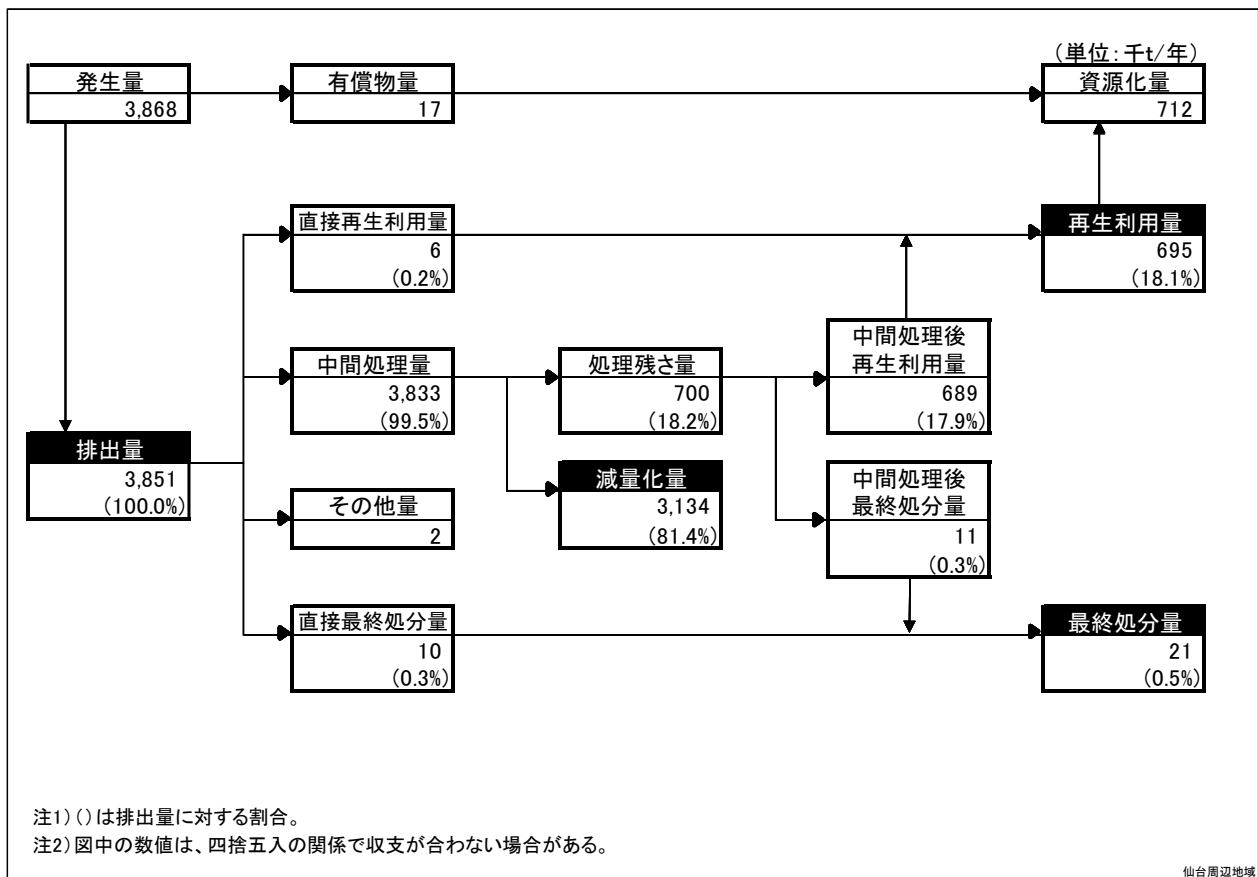 (単位:千t/年)
発生量
3,868
有償物量
17
資源化量
712
直接再生利用量
6
(0.2%)
再生利用量
695
(18.1%)
中間処理量
3,833
(99.5%)
処理残さ量
700
(18.2%)
中間処理後
再生利用量
689
(17.9%)
排出量
3,851
(100.0%)
減量化量
3,134
(81.4%)
中間処理後
最終処分量
11
(0.3%)
その他量
2
直接最終処分量
10
(0.3%)
最終処分量
21
(0.5%)
注1)()は排出量に対する割合。
注2)図中の数値は、四捨五入の関係で収支が合わない場合がある。
仙台周辺地域